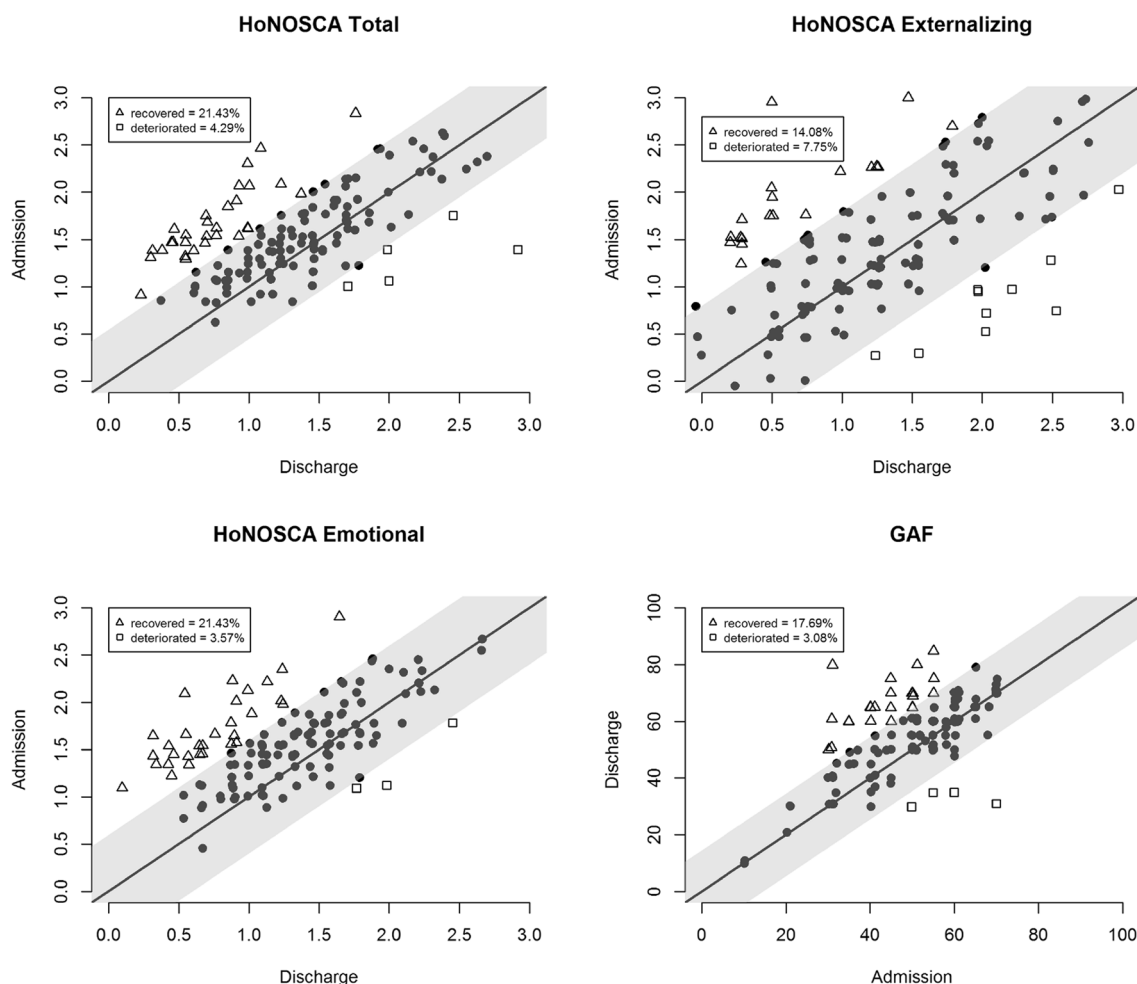 HoNOSCA Total
HoNOSCA Externalizing
Admission
0.0 0.5 1.0 1.5 2.0 2.5 3.0
recovered = 21.43%
deteriorated = 4.29%
0.0 0.5 1.0 1.5 2.0 2.5 3.0
Discharge
Admission
0.0 0.5 1.0 1.5 2.0 2.5 3.0
recovered = 14.08%
deteriorated = 7.75%
0.0 0.5 1.0 1.5 2.0 2.5 3.0
Discharge
HoNOSCA Emotional
GAF
Admission
0.0 0.5 1.0 1.5 2.0 2.5 3.0
recovered = 21.43%
deteriorated = 3.57%
0.0 0.5 1.0 1.5 2.0 2.5 3.0
Discharge
Discharge
0 20 40 60 80 100
recovered = 17.69%
deteriorated = 3.08%
0 20 40 60 80 100
Admission